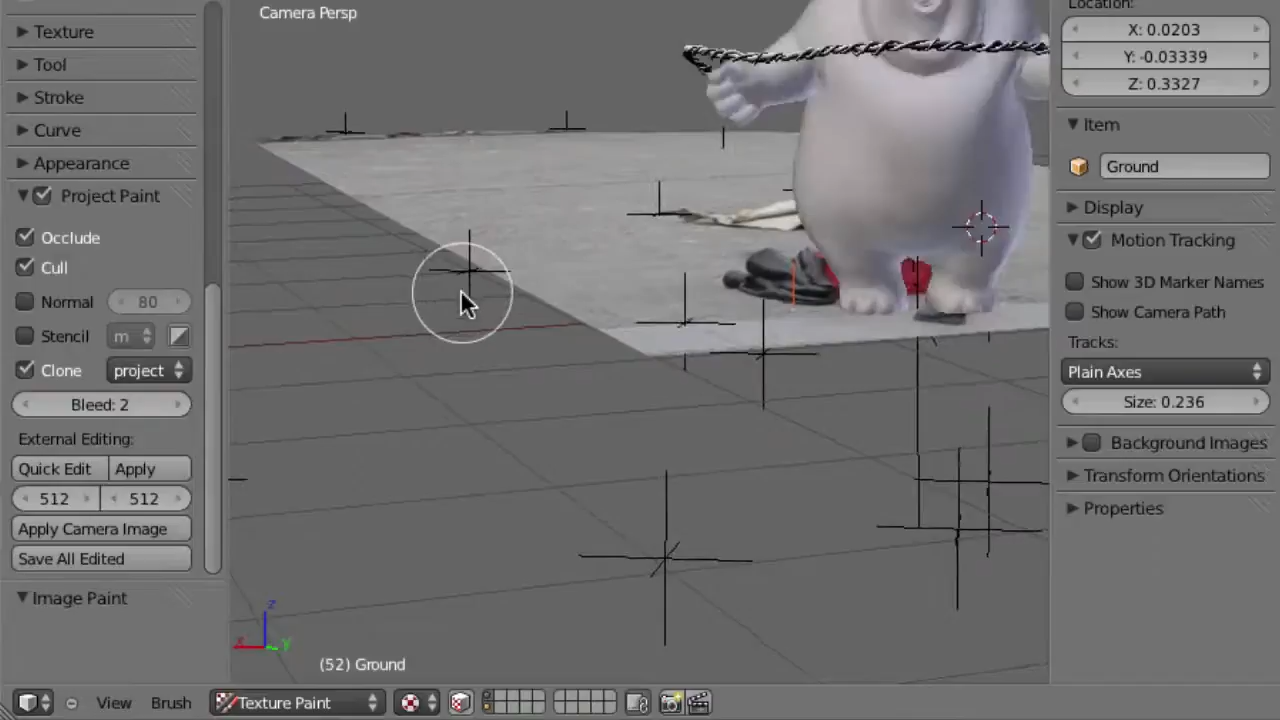 Texture
Tool
Stroke
Curve
Appearance
Project Paint
Occlude
Cull
Normal
80
Stencil
m
Clone
project
Bleed: 2
External Editing:
Quick Edit
Apply
512
512
Apply Camera Image
Save All Edited
Image Paint
Camera Persp
z
x
y
(52) Ground
View
Brush
Texture Paint
Location:
X: 0.0203
Y: -0.03339
Z: 0.3327
Item
Ground
Display
Motion Tracking
Show 3D Marker Names
Show Camera Path
Tracks:
Plain Axes
Size: 0.236
Background Images
Transform Orientations
Properties